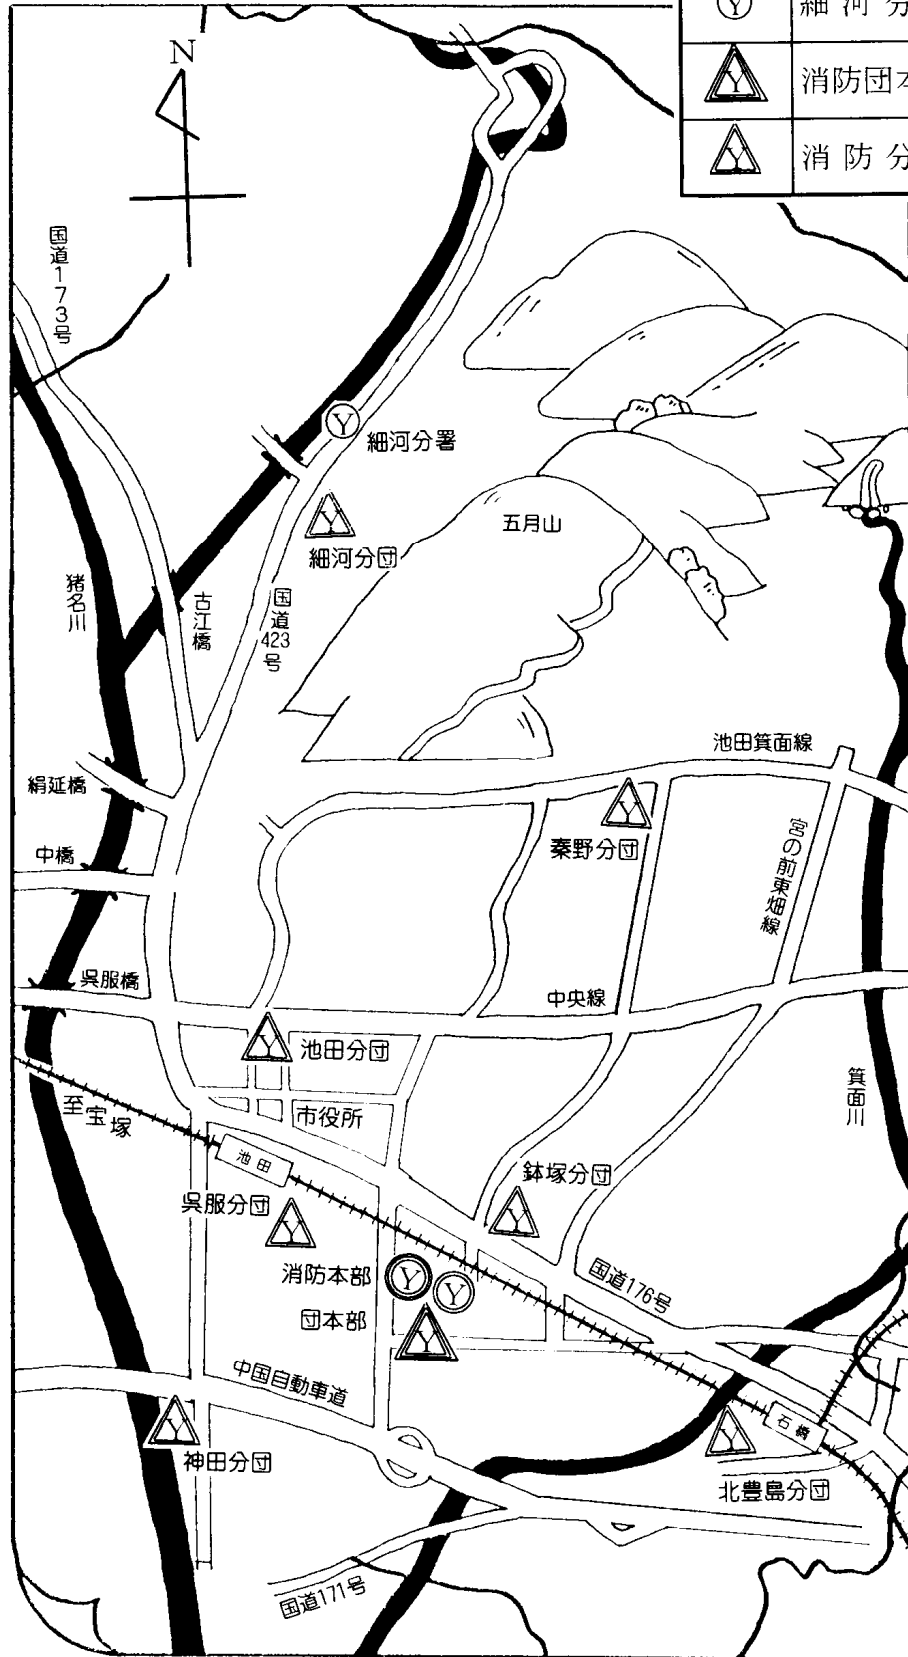 Y
細河分
Y
消防団本
Y
消防分
N
国道173号
Y
細河分署
Y
細河分団
五月山
猪名川
古江橋
国道423号
池田箕面線
絹延橋
Y
秦野分団
中橋
宮の前東畑線
呉服橋
中央線
Y
池田分団
箕面川
至宝塚
市役所
池田
鉢塚分団
Y
呉服分団
Y
消防本部
Y
Y
国道176号
団本部
Y
中国自動車道
Y
神田分団
石橋
Y
北豊島分団
国道171号